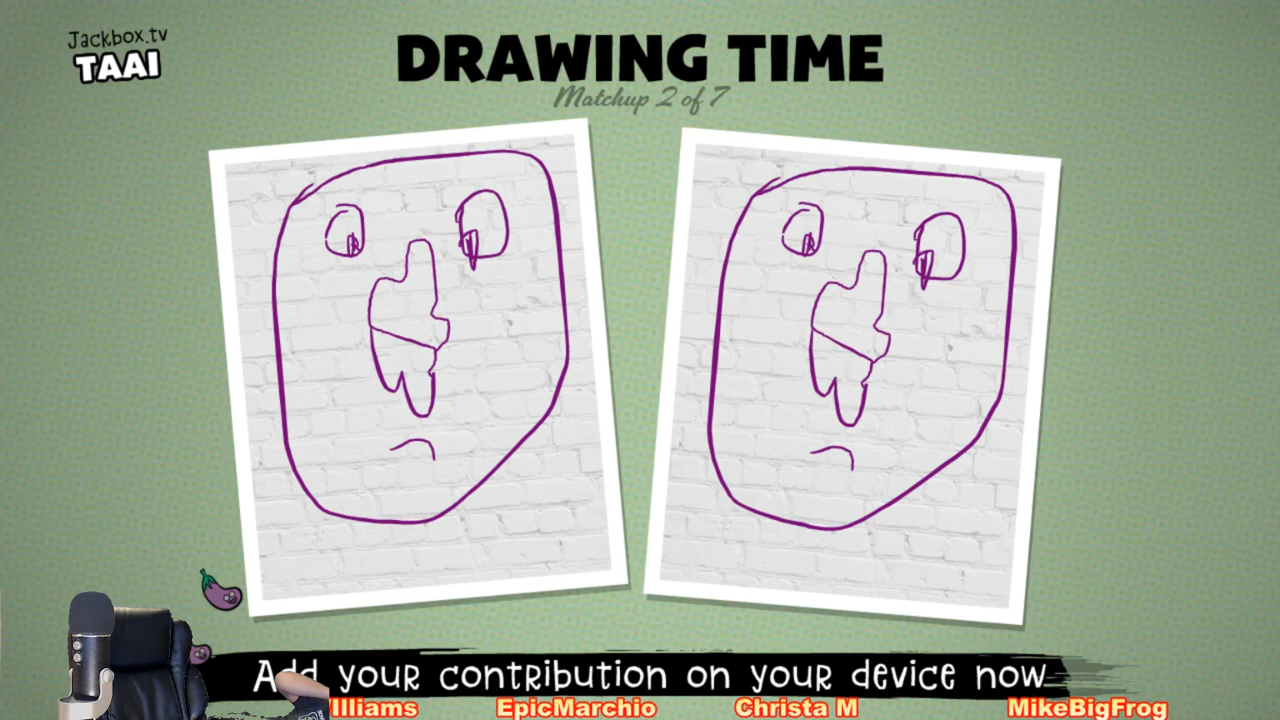 Jackbox.tv
TAAI
DRAWING TIME
Matchup 2 of 7
Add your contribution on your device now
EpicMarchio
Christa M
MikeBigFrog